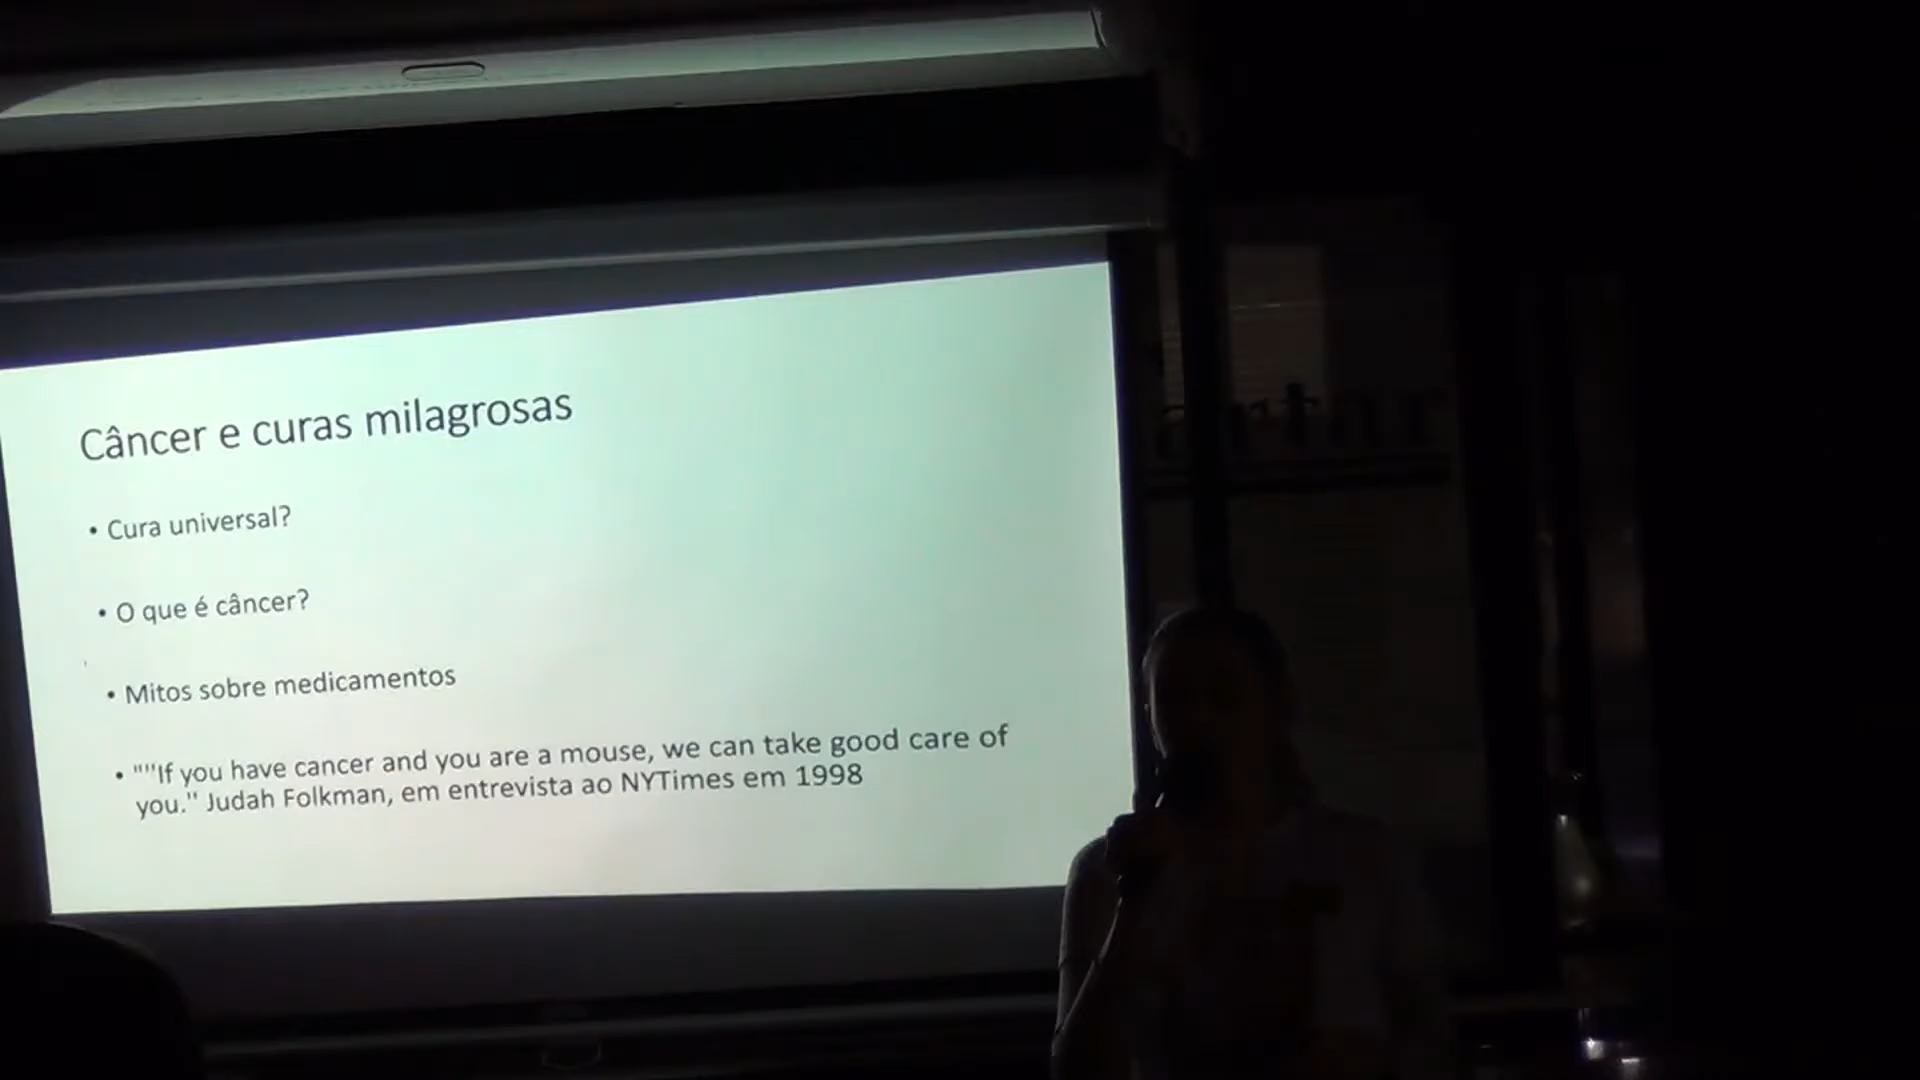 Câncer e curas milagrosas
• Cura universal?
• O que é câncer?
• Mitos sobre medicamentos
• ""If you have cancer and you are a mouse, we can take good care of
you." Judah Folkman, em entrevista ao NYTimes em 1998